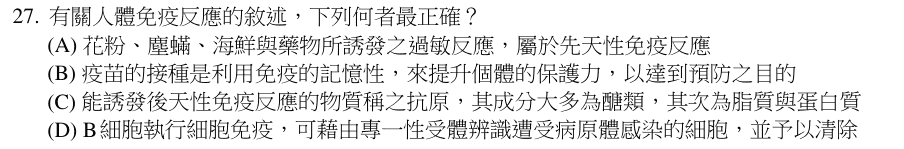 27. 有關人體免疫反應的敘述，下列何者最正確？
(A) 花粉、塵蟎、海鮮與藥物所誘發之過敏反應，屬於先天性免疫反應
(B) 疫苗的接種是利用免疫的記憶性，來提升個體的保護力，以達到預防之目的
(C) 能誘發後天性免疫反應的物質稱之抗原，其成分大多為醣類，其次為脂質與蛋白質
(D) B 細胞執行細胞免疫，可藉由專一性受體辨識遭受病原體感染的細胞，並予以清除